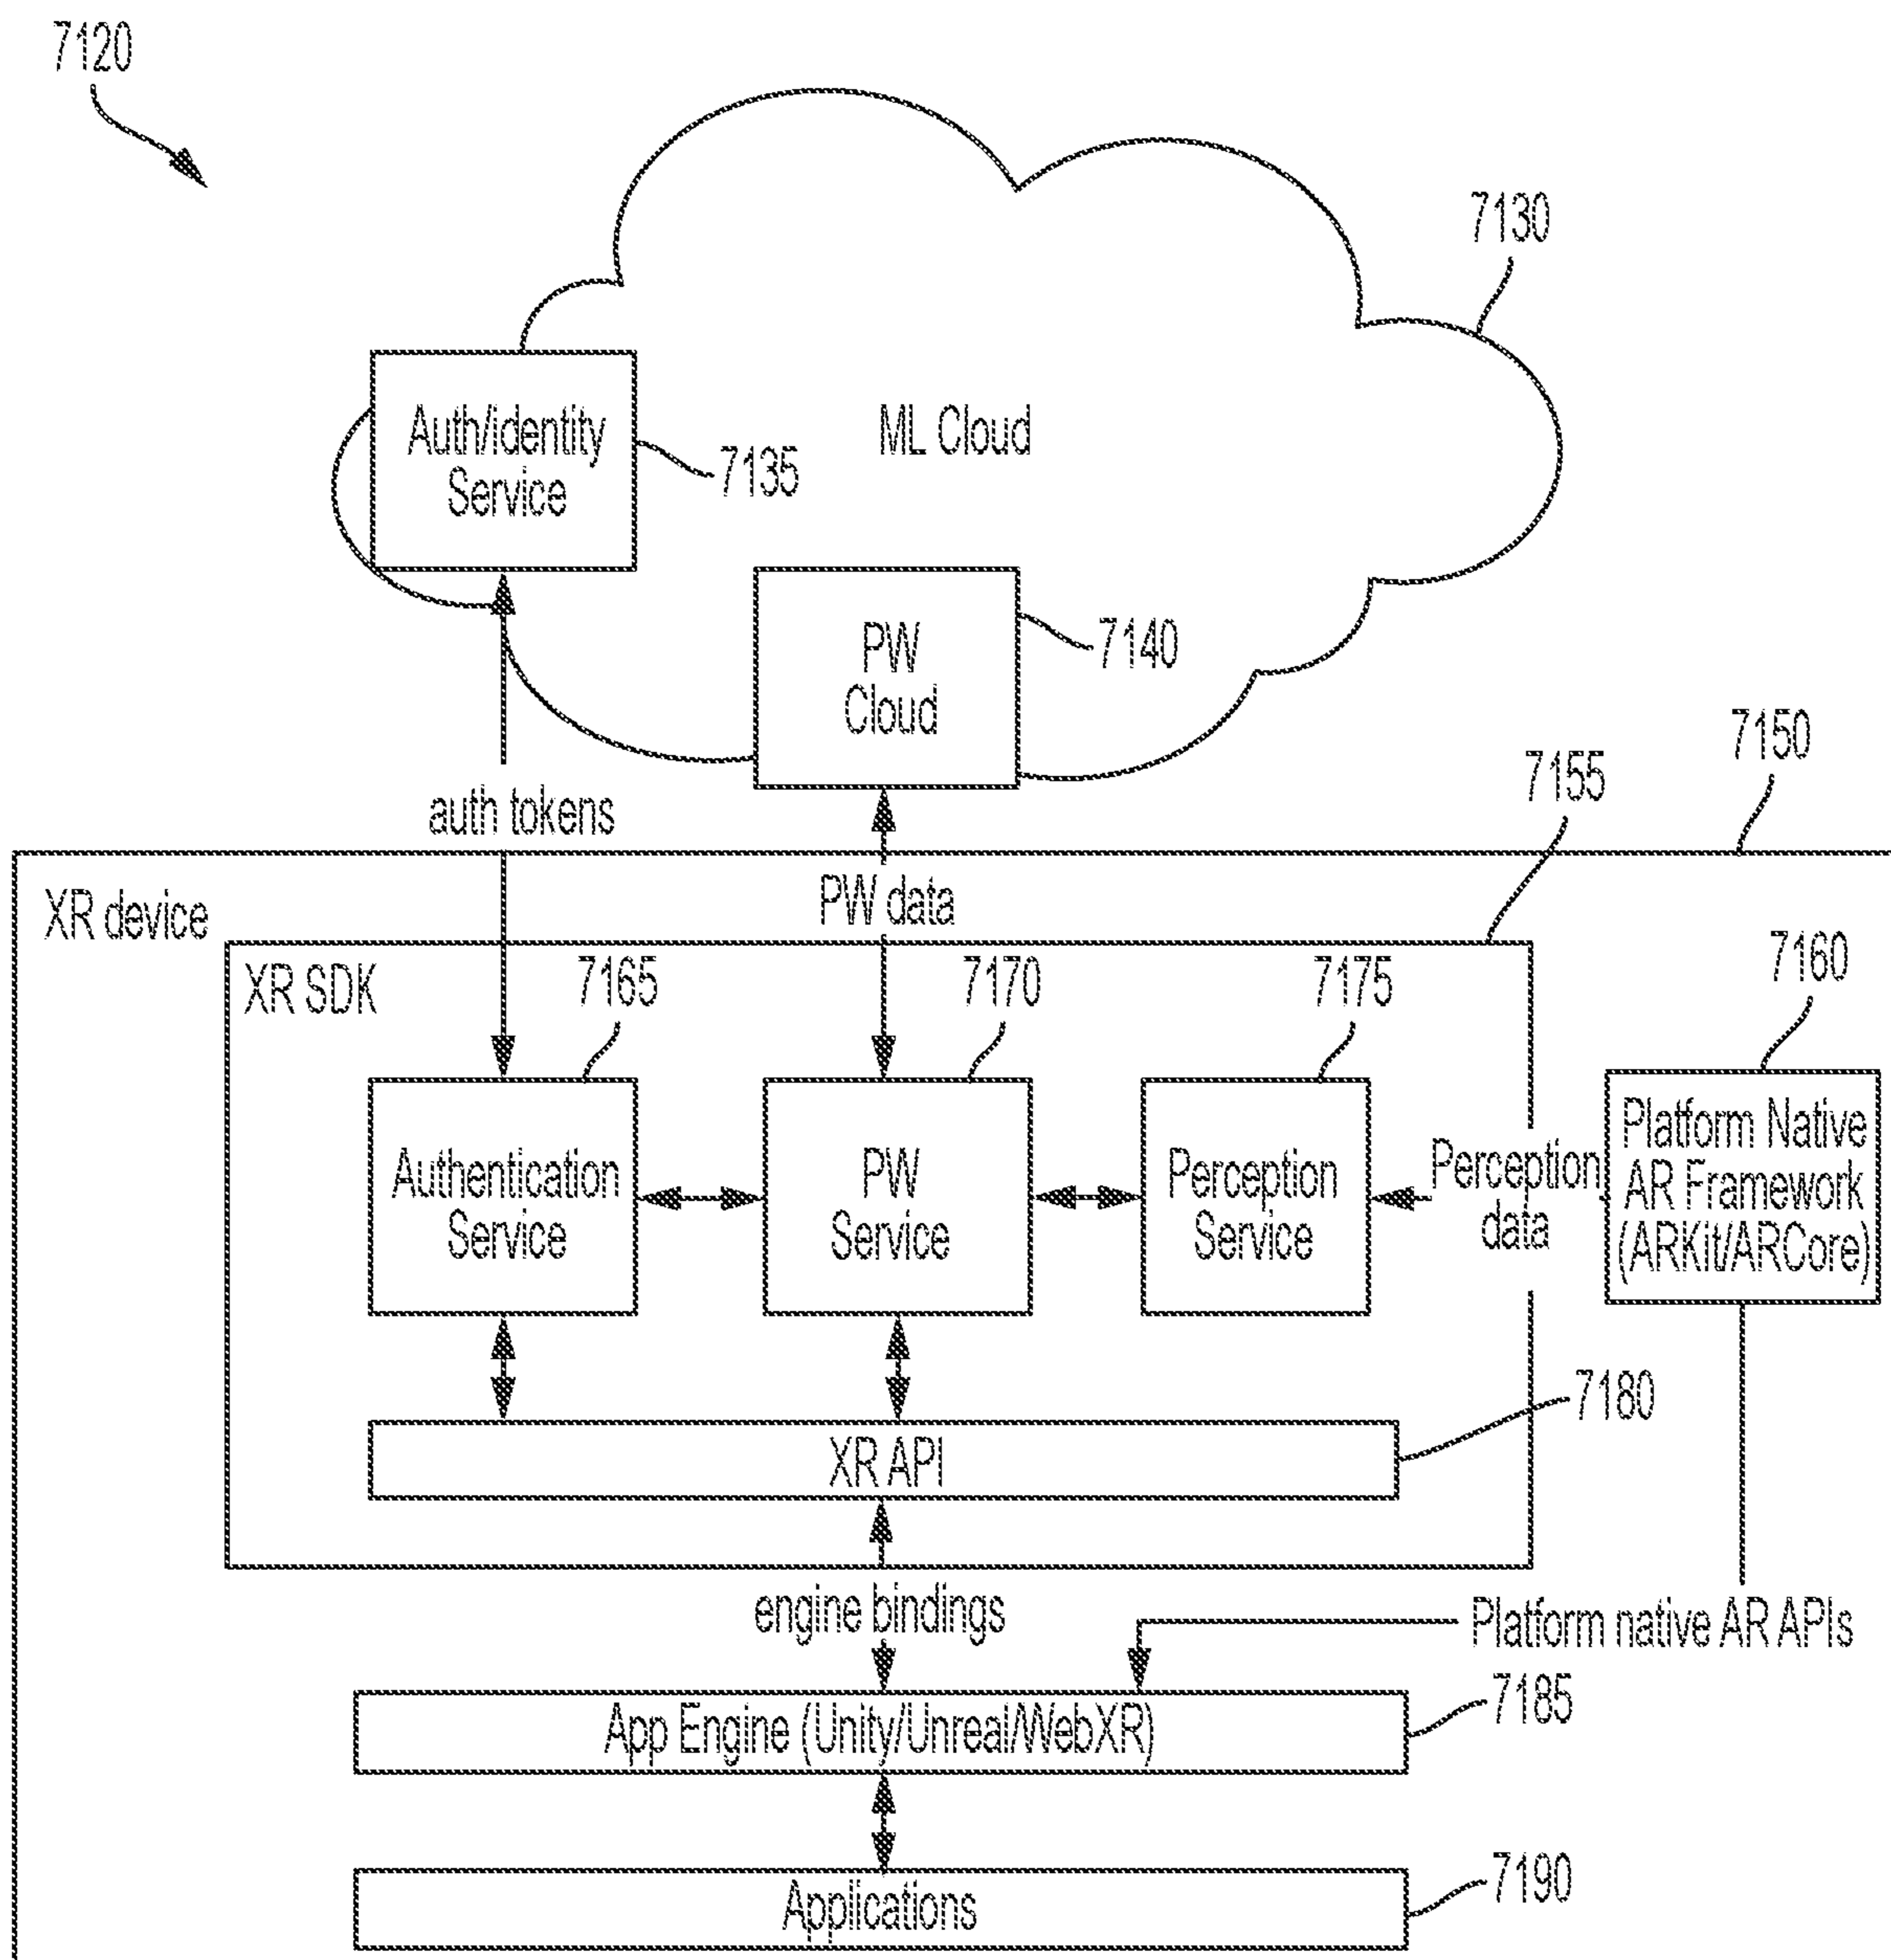 7120
7130
Auth/identity
Service
7135
ML Cloud
PW
Cloud
7140
7150
7155
auth tokens
XR device
PW data
XR SDK
7165
7170
7175
7160
Authentication
Service
PW
Service
Perception
Service
Perception
data
Platform Native
AR Framework
(ARKit/ARCore)
7180
XR API
engine bindings
Platform native AR APIs
App Engine (Unity/Unreal/WebXR)
7185
Applications
7190